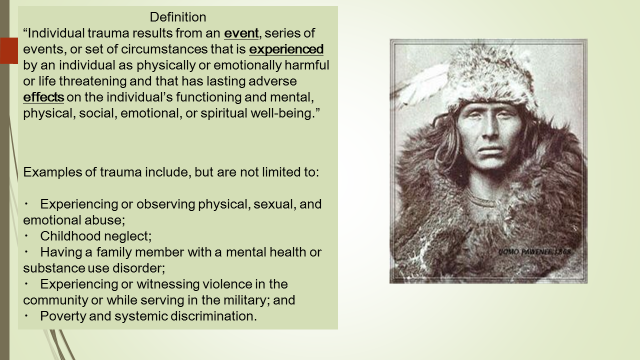 Definition
“Individual trauma results from an event, series of
events, or set of circumstances that is experienced
by an individual as physically or emotionally harmful
or life threatening and that has lasting adverse
effects on the individual’s functioning and mental,
physical, social, emotional, or spiritual well-being.”
Examples of trauma include, but are not limited to:
· Experiencing or observing physical, sexual, and
emotional abuse;
· Childhood neglect;
· Having a family member with a mental health or
substance use disorder;
· Experiencing or witnessing violence in the
community or while serving in the military; and
· Poverty and systemic discrimination.